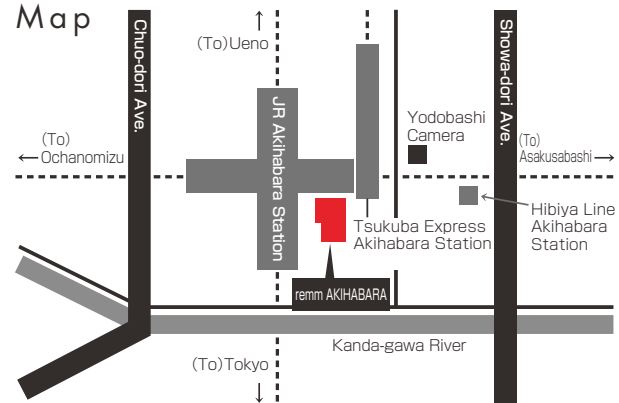 Map
Chuo-dori Ave.
↑
(To)Ueno
Showa-dori Ave.
JR Akihabara Station
Yodobashi
Camera
(To)
← Ochanomizu
(To)
Asakusabashi →
Tsukuba Express
Akihabara Station
Hibiya Line
Akihabara
Station
remm AKIHABARA
Kanda-gawa River
(To)Tokyo
↓